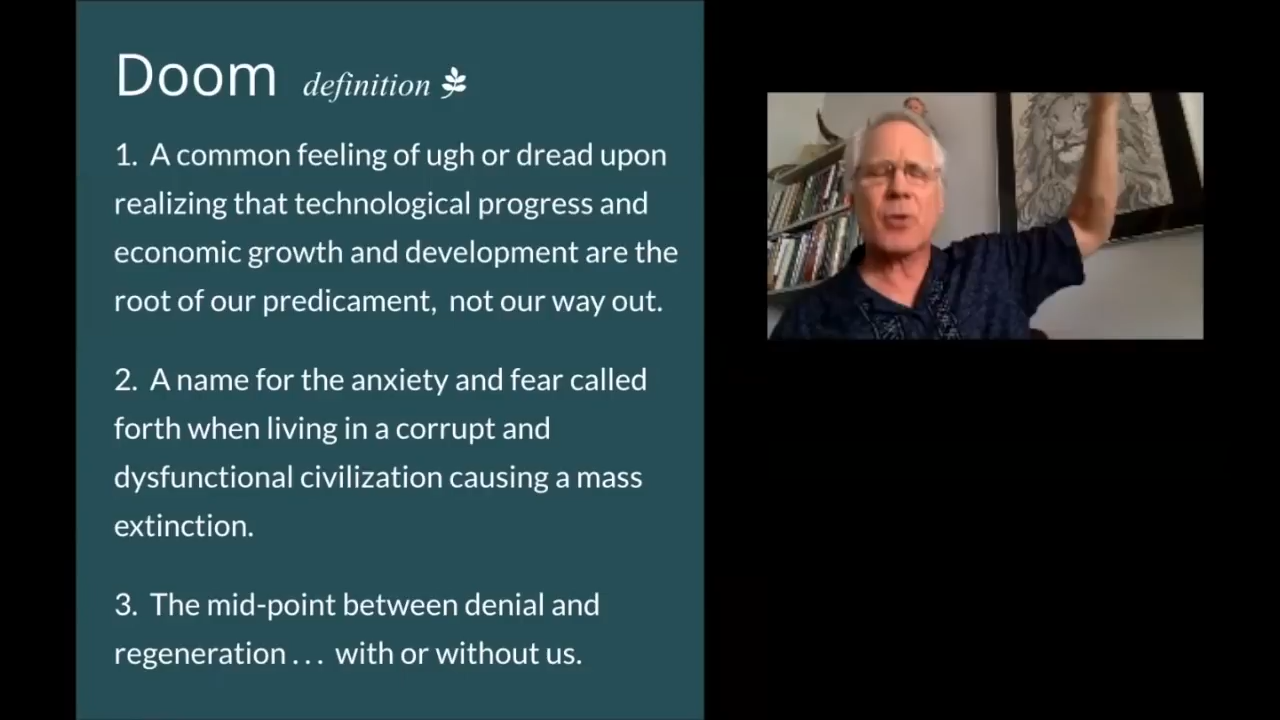 Doom definition
1. A common feeling of ugh or dread upon
realizing that technological progress and
economic growth and development are the
root of our predicament, not our way out.
2. A name for the anxiety and fear called
forth when living in a corrupt and
dysfunctional civilization causing a mass
extinction.
3. The mid-point between denial and
regeneration . . . with or without us.